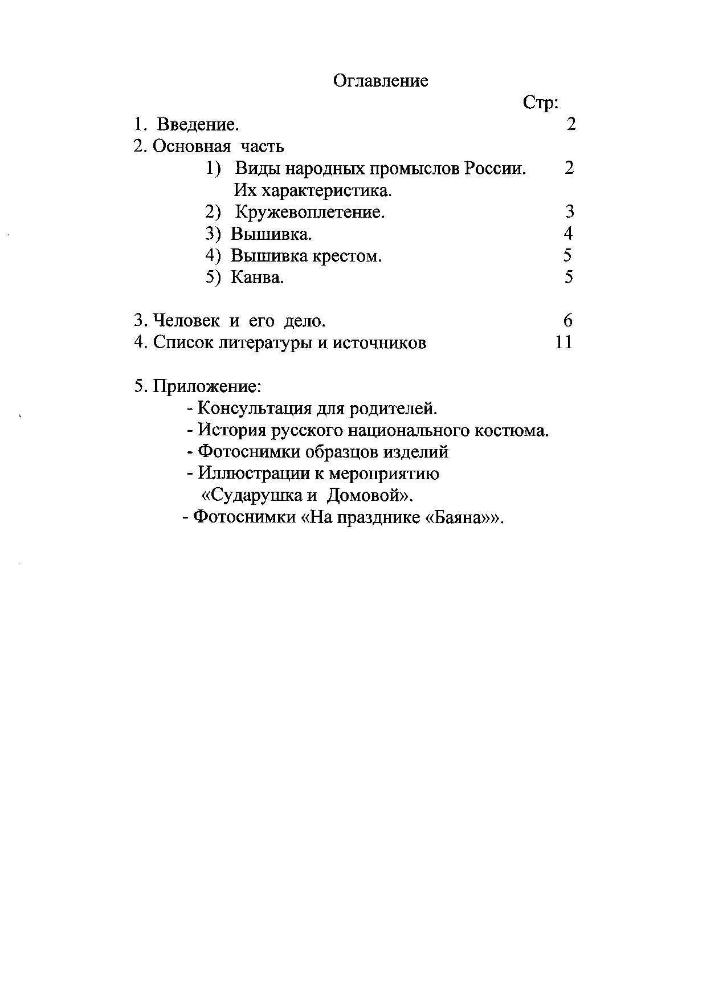 Оглавление
Стр:
1. Введение. 2
2. Основная часть
1) Виды народных промыслов России. 2
Их характеристика.
2) Кружевоплетение. 3
3) Вышивка. 4
4) Вышивка крестом. 5
5) Канва. 5
3. Человек и его дело. 6
4. Список литературы и источников 11
5. Приложение:
- Консультация для родителей.
- История русского национального костюма.
- Фотоснимки образцов изделий
- Иллюстрации к мероприятию
«Сударушка и Домовой».
- Фотоснимки «На празднике «Баяна»».